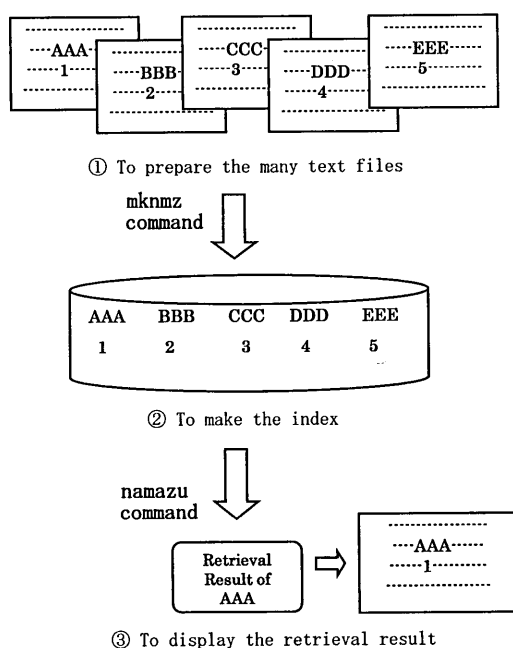 AAA
1
BBB
2
CCC
3
DDD
4
EEE
5
① To prepare the many text files
mknmz
command
AAA BBB CCC DDD EEE
1 2 3 4 5
② To make the index
namazu
command
Retrieval
Result of
AAA
AAA
1
③ To display the retrieval result